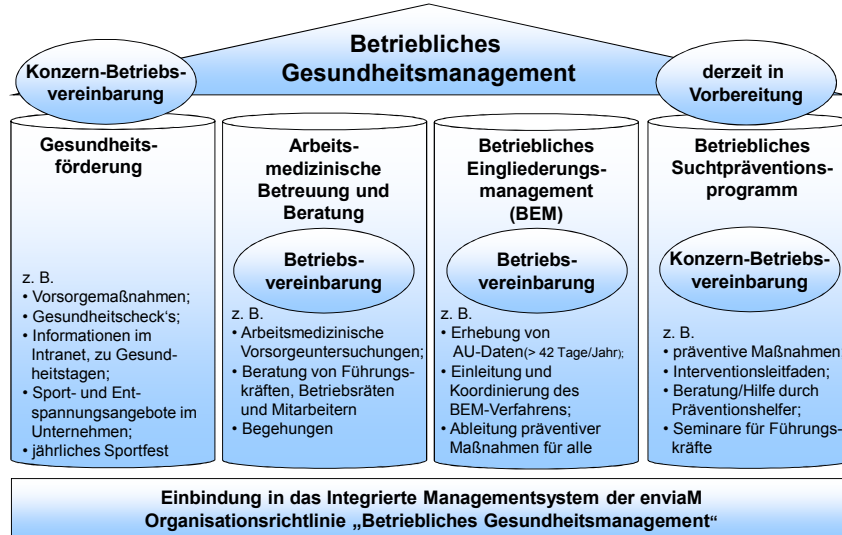 Betriebliches
Gesundheitsmanagement
Konzern-Betriebs-
vereinbarung
derzeit in
Vorbereitung
Gesundheits-
förderung
z. B.
• Vorsorgemaßnahmen;
• Gesundheitscheck's;
• Informationen im
Intranet, zu Gesund-
heitstagen;
• Sport- und Ent-
spannungsangebote im
Unternehmen;
• jährliches Sportfest
Arbeits-
medizinische
Betreuung und
Beratung
Betriebs-
vereinbarung
z. B.
• Arbeitsmedizinische
Vorsorgeuntersuchungen;
• Beratung von Führungs-
kräften, Betriebsräten
und Mitarbeitern
• Begehungen
Betriebliches
Eingliederungs-
management
(BEM)
Betriebs-
vereinbarung
z. B.
• Erhebung von
AU-Daten(> 42 Tage/Jahr);
• Einleitung und
Koordinierung des
BEM-Verfahrens;
• Ableitung präventiver
Maßnahmen für alle
Betriebliches
Suchtpräventions-
programm
Konzern-Betriebs-
vereinbarung
z. B.
• präventive Maßnahmen;
• Interventionsleitfaden;
• Beratung/Hilfe durch
Präventionshelfer;
• Seminare für Führungs-
kräfte
Einbindung in das Integrierte Managementsystem der enviaM
Organisationsrichtlinie „Betriebliches Gesundheitsmanagement“